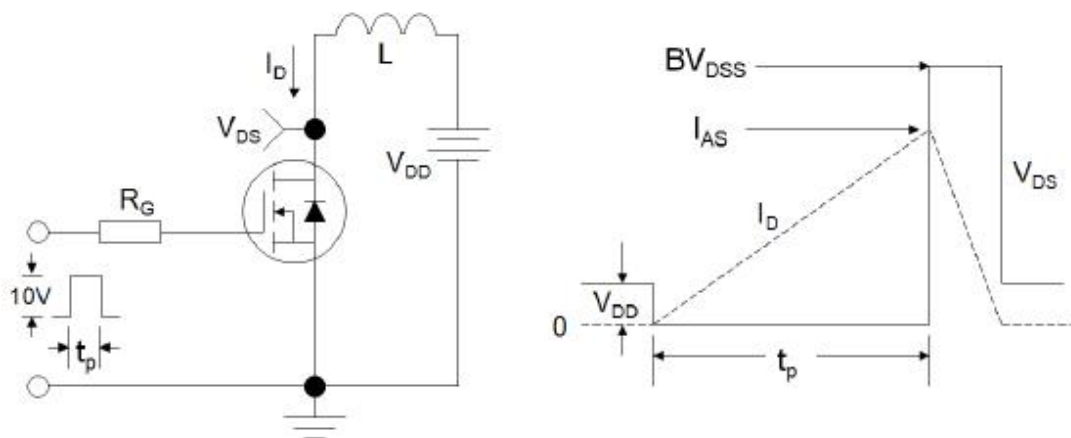 L
I_D
V_DS
V_DD
R_G
10V
t_p
BV_DSS
I_AS
V_DS
I_D
V_DD
0
t_p